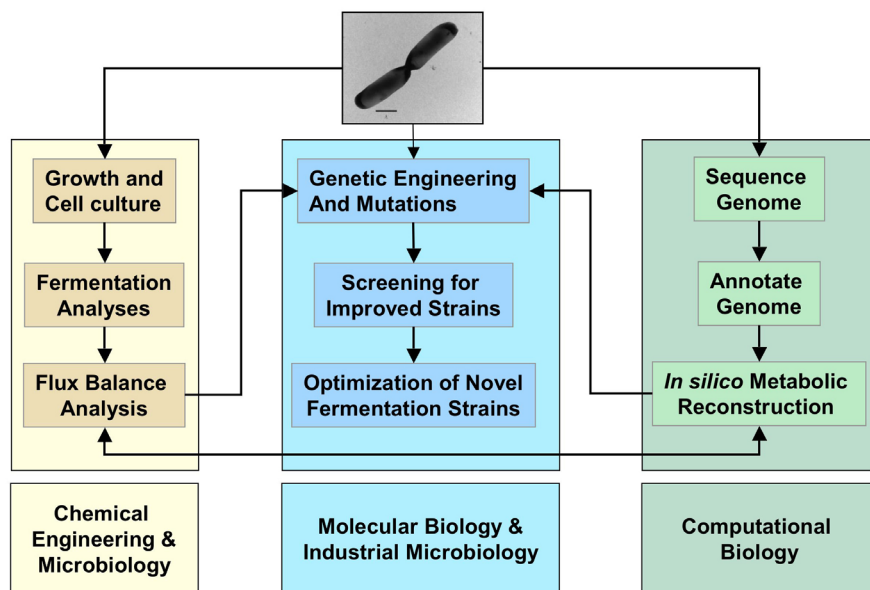 Growth and
Cell culture
Fermentation
Analyses
Flux Balance
Analysis
Chemical
Engineering &
Microbiology
Genetic Engineering
And Mutations
Screening for
Improved Strains
Optimization of Novel
Fermentation Strains
Molecular Biology &
Industrial Microbiology
Sequence
Genome
Annotate
Genome
In silico Metabolic
Reconstruction
Computational
Biology